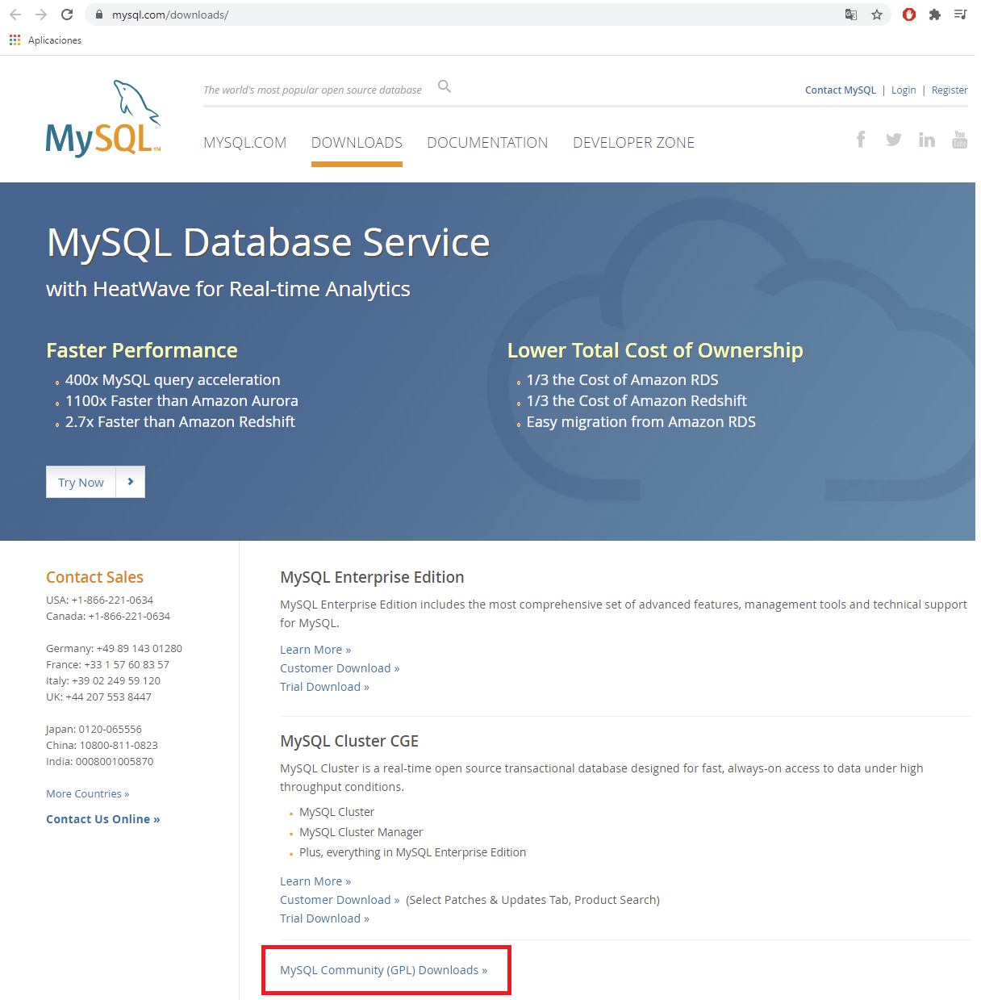 mysql.com/downloads/
Aplicaciones
The world's most popular open source database
Contact MySQL | Login | Register
MySQL™
MYSQL.COM DOWNLOADS DOCUMENTATION DEVELOPER ZONE
f in You Tube
MySQL Database Service
with HeatWave for Real-time Analytics
Faster Performance
400x MySQL query acceleration
1100x Faster than Amazon Aurora
2.7x Faster than Amazon Redshift
Lower Total Cost of Ownership
1/3 the Cost of Amazon RDS
1/3 the Cost of Amazon Redshift
Easy migration from Amazon RDS
Try Now
Contact Sales
USA: +1-866-221-0634
Canada: +1-866-221-0634
Germany: +49 89 143 01280
France: +33 1 57 60 83 57
Italy: +39 02 249 59 120
UK: +44 207 553 8447
Japan: 0120-065556
China: 10800-811-0823
India: 0008001005870
More Countries »
Contact Us Online »
MySQL Enterprise Edition
MySQL Enterprise Edition includes the most comprehensive set of advanced features, management tools and technical support
for MySQL.
Learn More »
Customer Download »
Trial Download »
MySQL Cluster CGE
MySQL Cluster is a real-time open source transactional database designed for fast, always-on access to data under high
throughput conditions.
MySQL Cluster
MySQL Cluster Manager
Plus, everything in MySQL Enterprise Edition
Learn More »
Customer Download » (Select Patches & Updates Tab, Product Search)
Trial Download »
MySQL Community (GPL) Downloads »